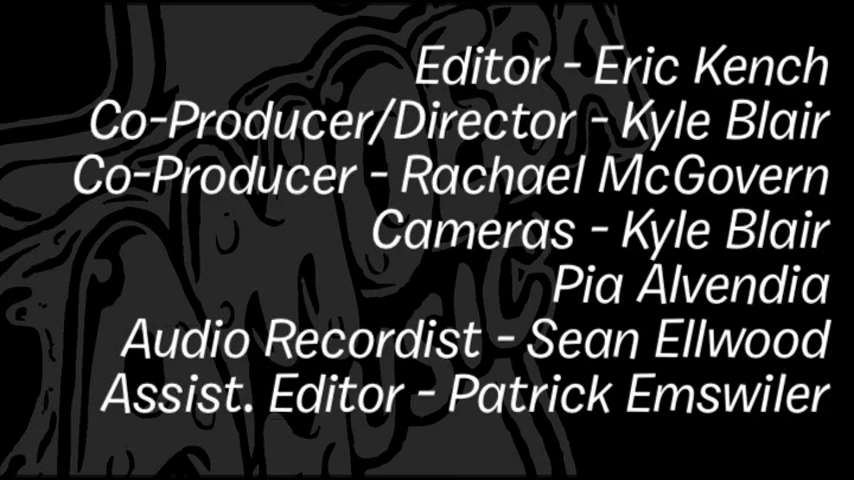 Editor - Eric Kench
Co-Producer/Director - Kyle Blair
Co-Producer - Rachael McGovern
Cameras - Kyle Blair
Pia Alvendia
Audio Recordist - Sean Ellwood
Assist. Editor - Patrick Emswiler